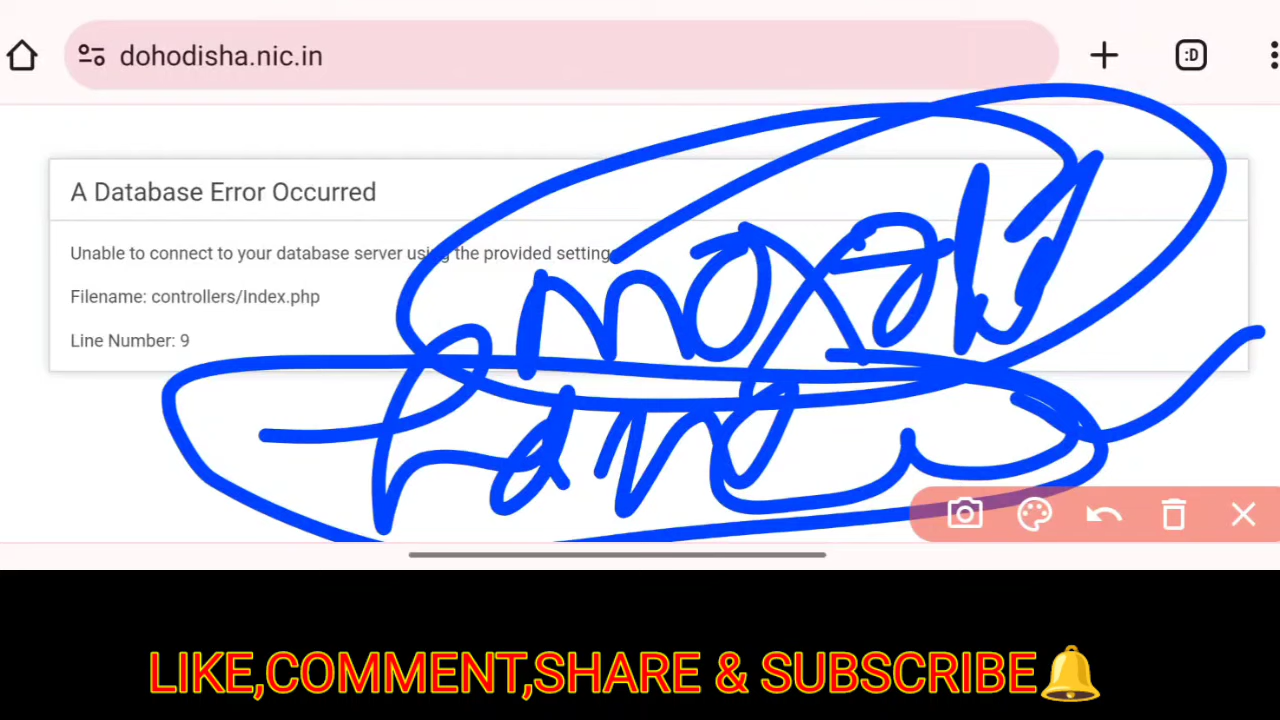 dohodisha.nic.in
:D
A Database Error Occurred
Unable to connect to your database server using the provided settings
Filename: controllers/Index.php
Line Number: 9
LIKE,COMMENT,SHARE & SUBSCRIBE🔔